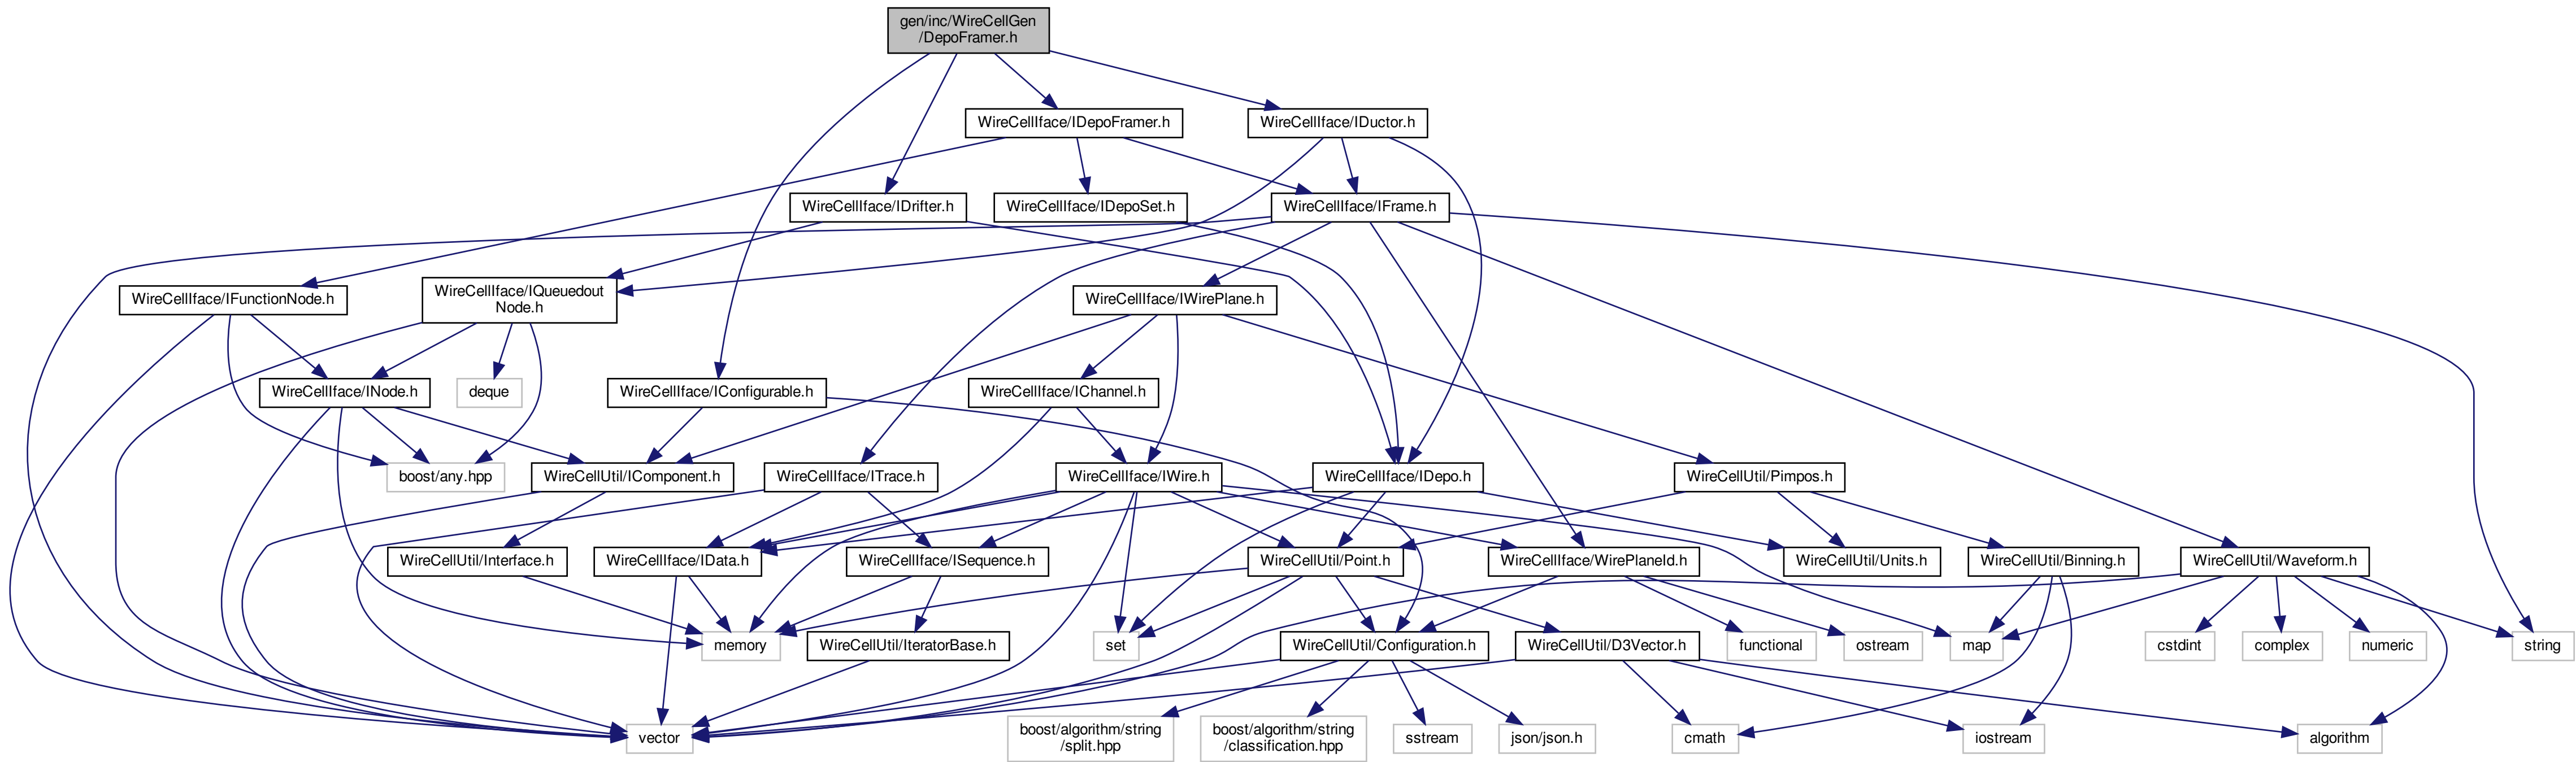 gen/inc/WireCellGen
/DepoFramer.h
WireCellIface/IDepoFramer.h
WireCellIface/IDuctor.h
WireCellIface/IDrifter.h
WireCellIface/IDepoSet.h
WireCellIface/IFrame.h
WireCellIface/IFunctionNode.h
WireCellIface/IQueuedout
Node.h
WireCellIface/IWirePlane.h
WireCellIface/INode.h
deque
WireCellIface/IConfigurable.h
WireCellIface/IChannel.h
boost/any.hpp
WireCellUtil/IComponent.h
WireCellIface/ITrace.h
WireCellIface/IWire.h
WireCellIface/IDepo.h
WireCellUtil/Pimpos.h
WireCellUtil/Interface.h
WireCellIface/IData.h
WireCellIface/ISequence.h
WireCellUtil/Point.h
WireCellIface/WirePlaneId.h
WireCellUtil/Units.h
WireCellUtil/Binning.h
WireCellUtil/Waveform.h
memory
WireCellUtil/IteratorBase.h
set
WireCellUtil/Configuration.h
WireCellUtil/D3Vector.h
functional
ostream
map
cstdint
complex
numeric
string
vector
boost/algorithm/string
/split.hpp
boost/algorithm/string
/classification.hpp
sstream
json/json.h
cmath
iostream
algorithm